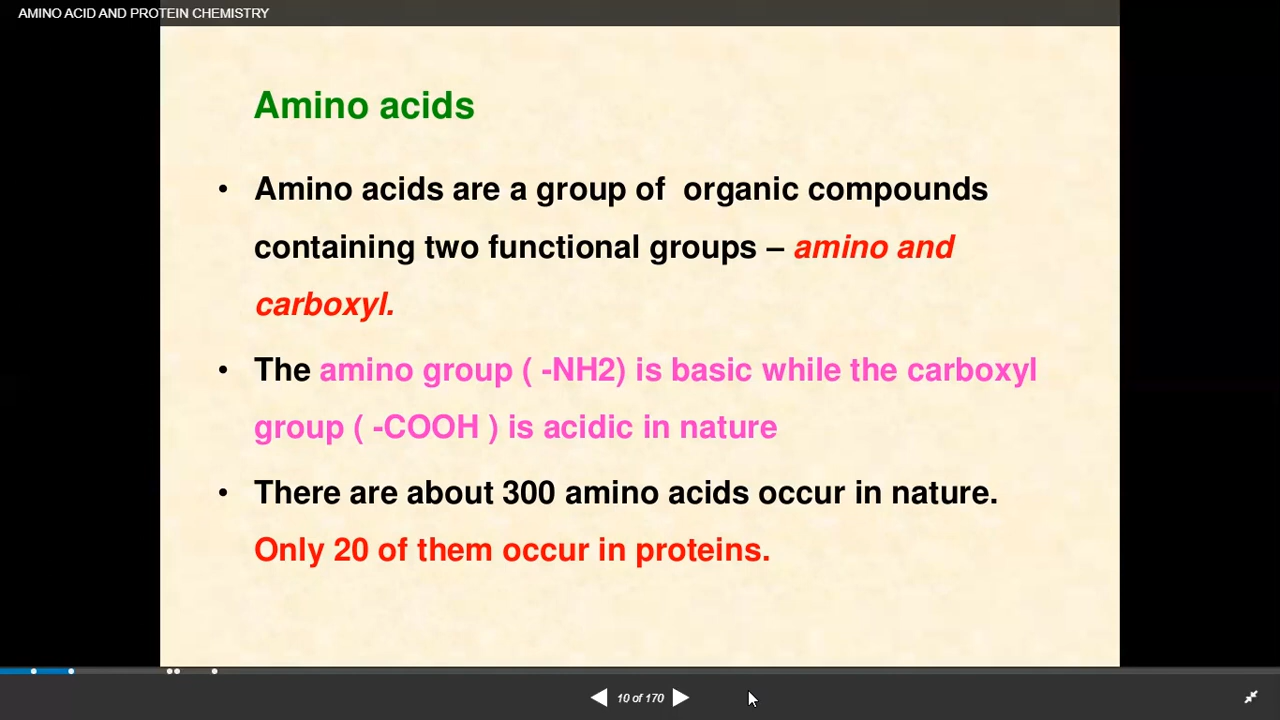 AMINO ACID AND PROTEIN CHEMISTRY
Amino acids
• Amino acids are a group of organic compounds
containing two functional groups – amino and
carboxyl.
• The amino group ( -NH2) is basic while the carboxyl
group ( -COOH ) is acidic in nature
• There are about 300 amino acids occur in nature.
Only 20 of them occur in proteins.
10 of 170